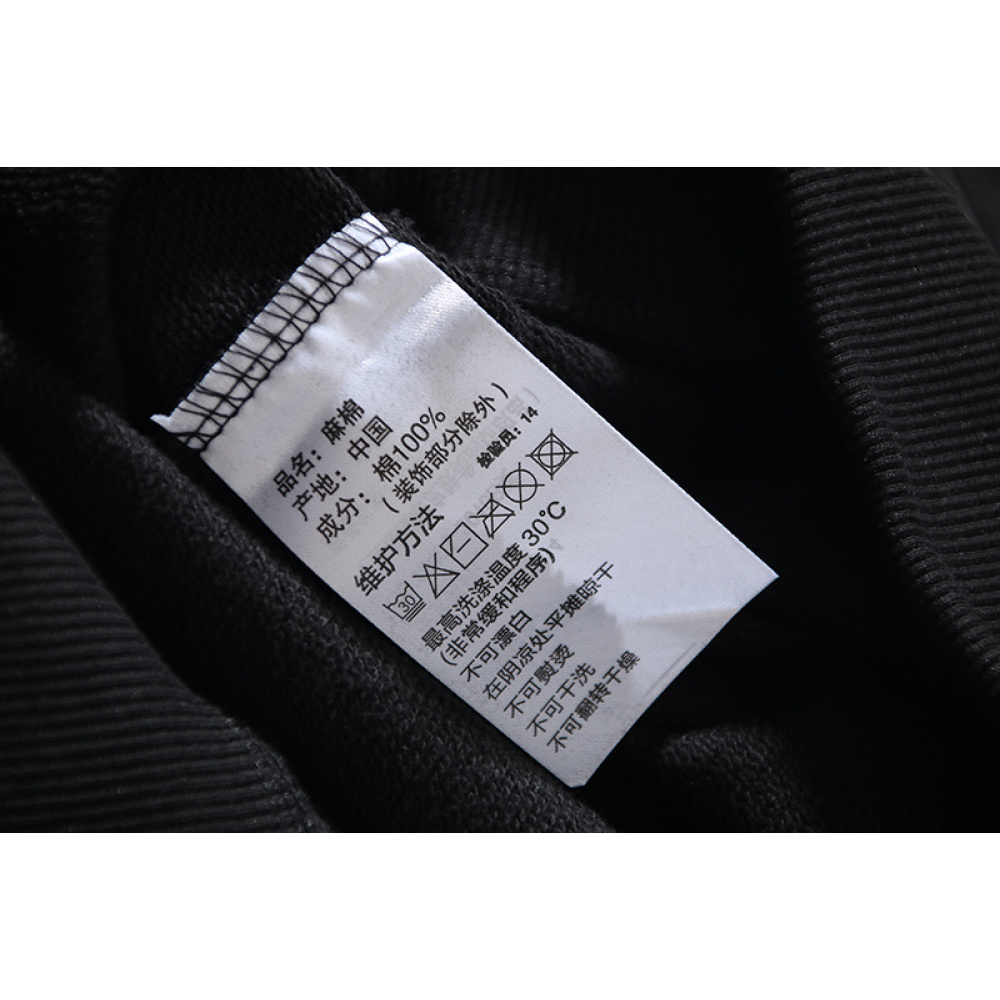 品名：麻棉
产地：中国
成分：棉100%
（装饰部分除外）
检验员：14
维护方法
30
最高洗涤温度 30℃
(非常缓和程序)
不可漂白
在阴凉处平摊晾干
不可熨烫
不可干洗
不可翻转干燥